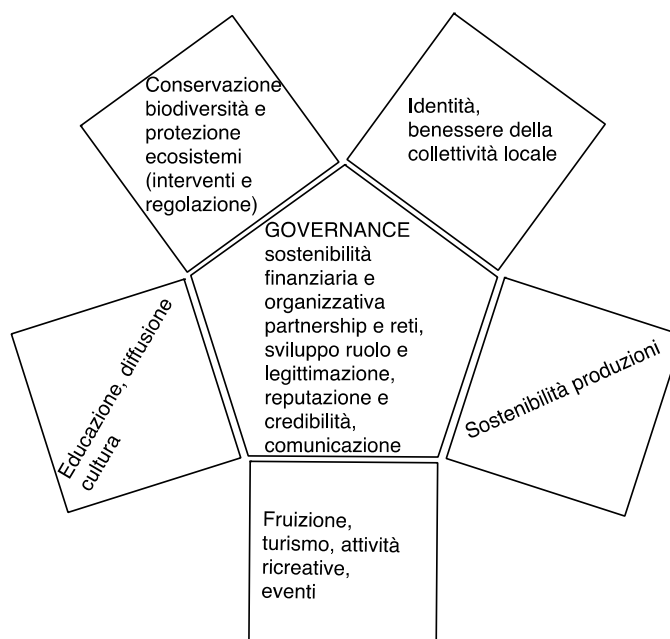 Conservazione
biodiversità e
protezione
ecosistemi
(interventi e
regolazione)
Identità,
benessere della
collettività locale
GOVERNANCE
sostenibilità
finanziaria e
organizzativa
partnership e reti,
sviluppo ruolo e
legittimazione,
reputazione e
credibilità,
comunicazione
Educazione, diffusione
cultura
Sostenibilità produzioni
Fruizione,
turismo, attività
ricreative,
eventi